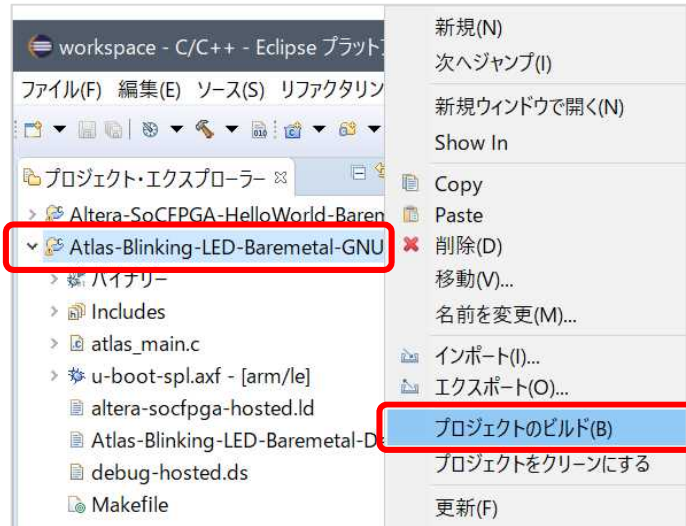 workspace - C/C++ - Eclipse プラット
ファイル(F) 編集(E) ソース(S) リファクタリン
プロジェクト・エクスプローラー
Altera-SoCFPGA-HelloWorld-Barem
Atlas-Blinking-LED-Baremetal-GNU
バイナリー
Includes
atlas_main.c
u-boot-spl.axf - [arm/le]
altera-socfpga-hosted.ld
Atlas-Blinking-LED-Baremetal-De
debug-hosted.ds
Makefile
新規(N)
次へジャンプ(I)
新規ウィンドウで開く(N)
Show In
Copy
Paste
削除(D)
移動(V)...
名前を変更(M)...
インポート(I)...
エクスポート(O)...
プロジェクトのビルド(B)
プロジェクトをクリーンにする
更新(F)